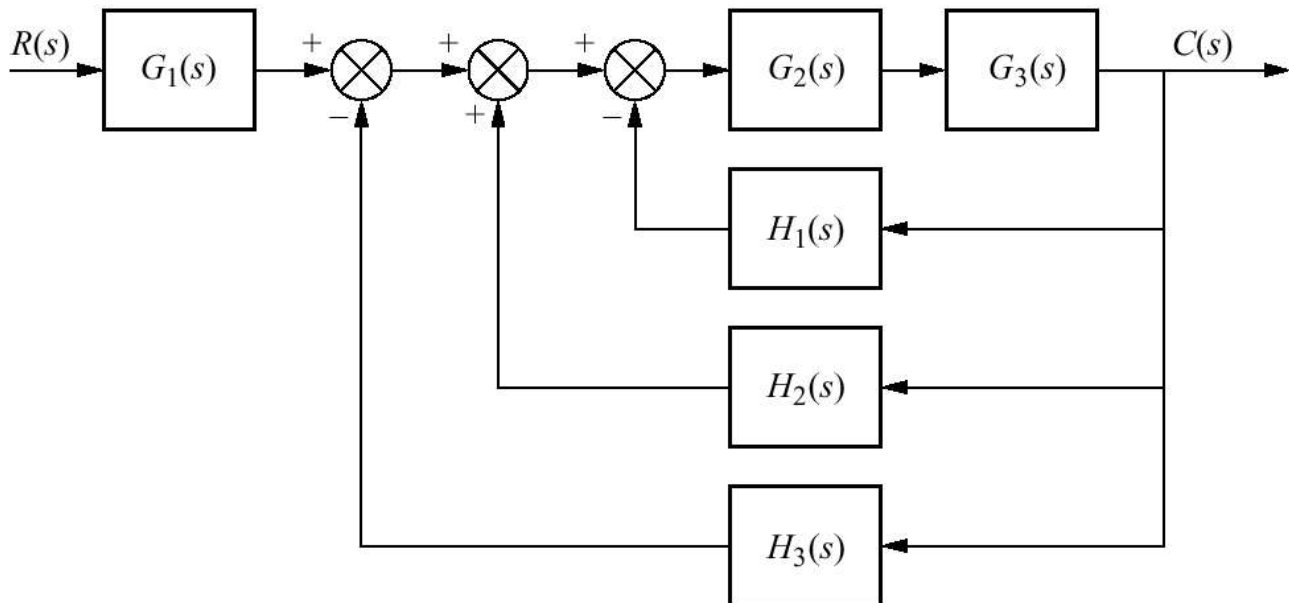 R(s) G₁(s) + − + + + − G₂(s) G₃(s) C(s)
H₁(s)
H₂(s)
H₃(s)